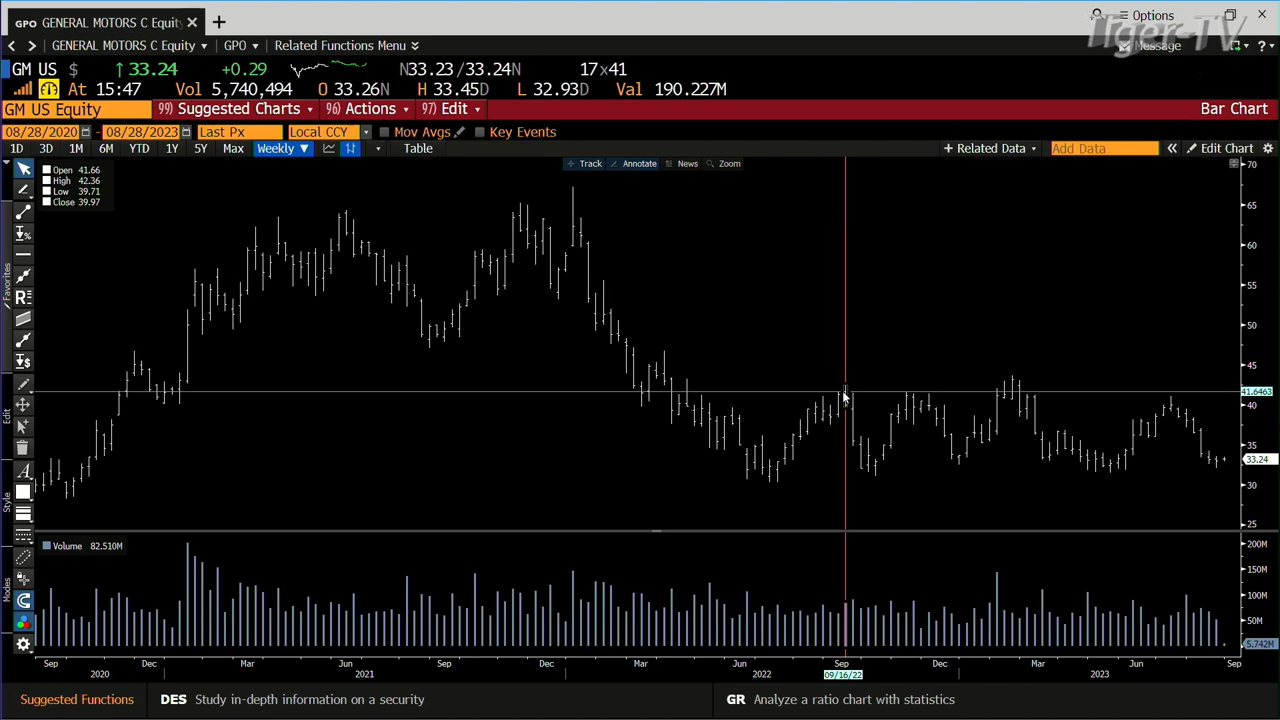 GPO GENERAL MOTORS C Equity × +
Options
Tiger-TV
GENERAL MOTORS C Equity GPO Related Functions Menu
Message ?
GM US $ ↑33.24 +0.29 N33.23/33.24N 17x41
At 15:47 Vol 5,740,494 O 33.26N H 33.45D L 32.93D Val 190.227M
GM US Equity 99) Suggested Charts 96) Actions 97) Edit Bar Chart
08/28/2020 - 08/28/2023 Last Px Local CCY Mov Avgs Key Events
1D 3D 1M 6M YTD 1Y 5Y Max Weekly ▼ Table + Related Data Add Data « Edit Chart
Track Annotate News Zoom
Open 41.66
High 42.36
Low 39.71
Close 39.97
70
65
60
55
50
45
41.6463
40
35
33.24
30
25
Favorites
Edit
Style
Modes
Volume 82.510M
200M
150M
100M
50M
5.742M
Sep Dec Mar Jun Sep Dec Mar Jun Sep Dec Mar Jun Sep
2020 2021 2022 09/16/22 2023
Suggested Functions DES Study in-depth information on a security GR Analyze a ratio chart with statistics